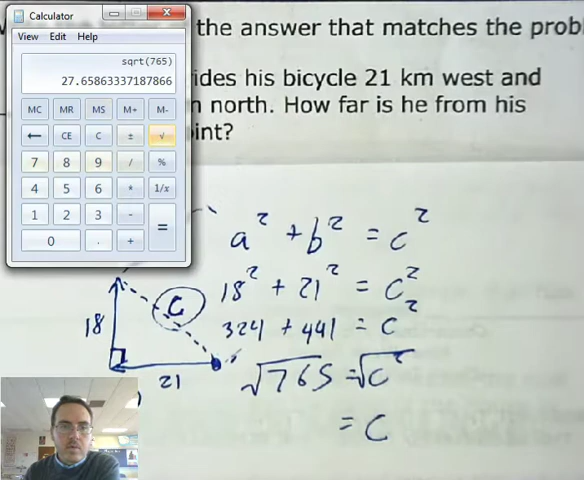 Calculator
View Edit Help
sqrt(765)
27.65863337187866
MC MR MS M+ M-
← CE C ± √
7 8 9 / %
4 5 6 * 1/x
1 2 3 - =
0 . +
the answer that matches the prob
ides his bicycle 21 km west and
n north. How far is he from his
int?
a² + b² = c²
18² + 21² = C²
324 + 441 = C²
√765 = √C²
= C
18
C
21